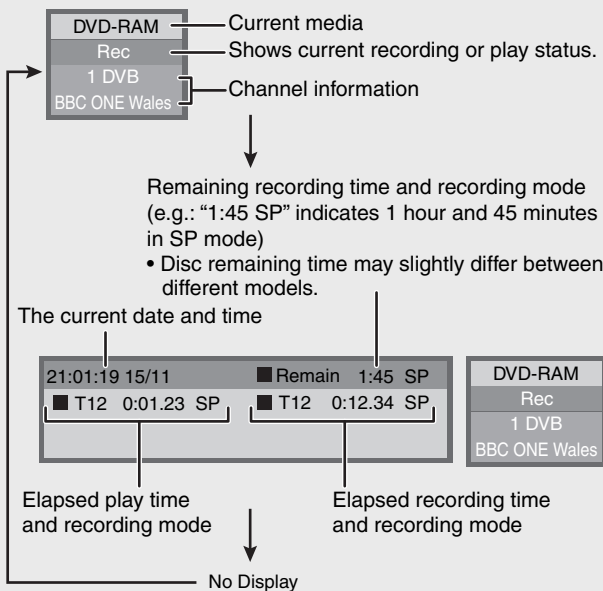 DVD-RAM
Current media
Rec
Shows current recording or play status.
1 DVB
Channel information
BBC ONE Wales
Remaining recording time and recording mode
(e.g.: “1:45 SP” indicates 1 hour and 45 minutes
in SP mode)
• Disc remaining time may slightly differ between
different models.
The current date and time
21:01:19 15/11
Remain 1:45 SP
T12 0:01.23 SP
T12 0:12.34 SP
DVD-RAM
Rec
1 DVB
BBC ONE Wales
Elapsed play time
and recording mode
Elapsed recording time
and recording mode
No Display